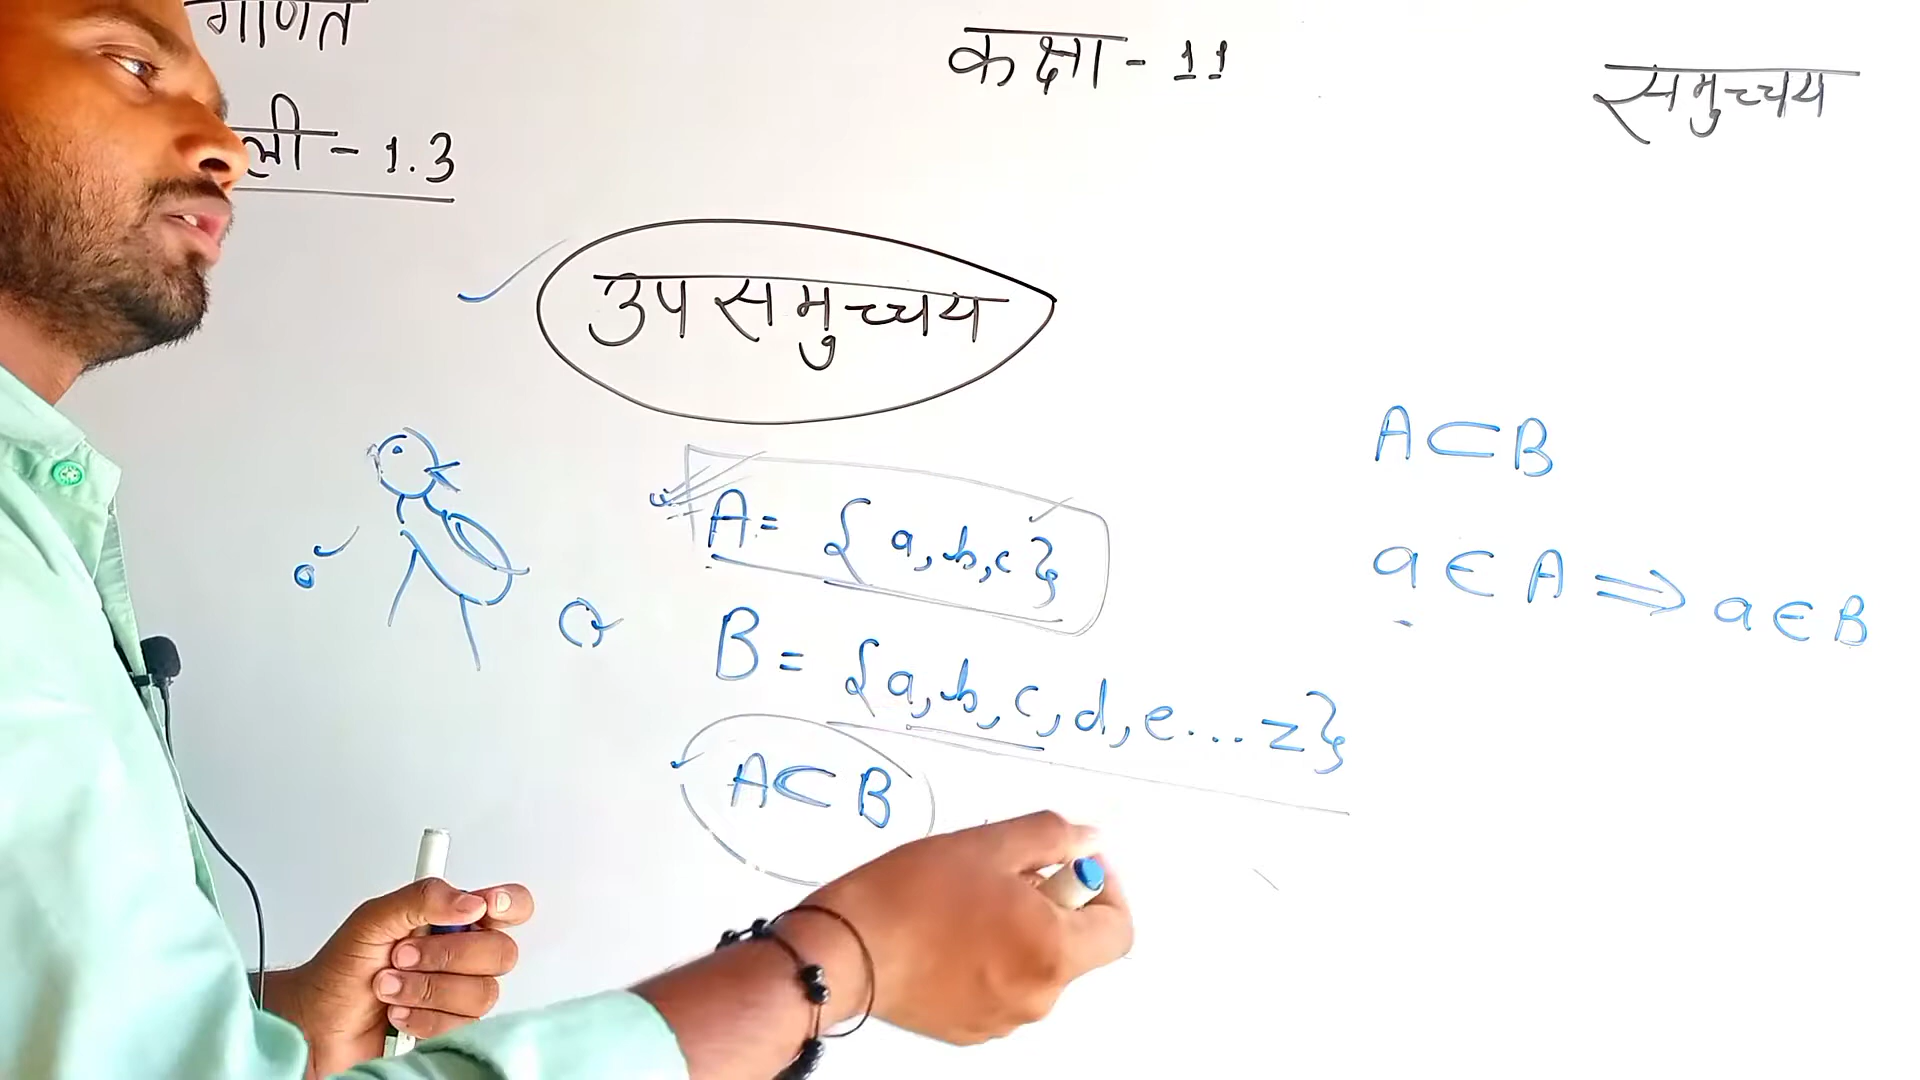 गणित
कक्षा - 11
समुच्चय
ली - 1.3
उपसमुच्चय
A = {a, b, c}
B = {a, b, c, d, e... z}
A ⊂ B
A ⊂ B
a ∈ A ⇒ a ∈ B